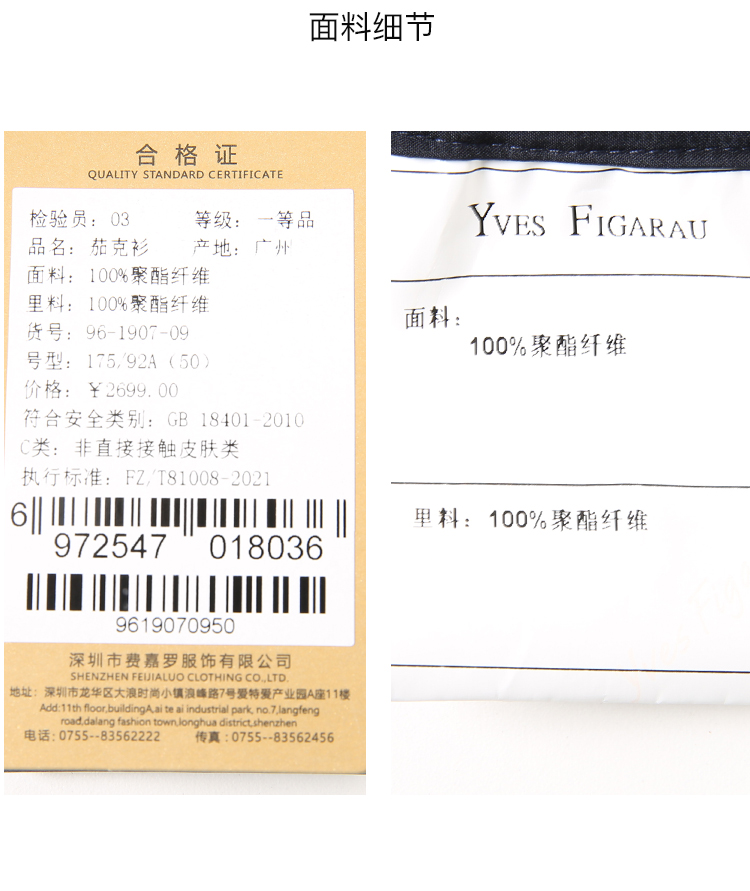 面料细节
合格证
QUALITY STANDARD CERTIFICATE
检验员：03 等级：一等品
品名：茄克衫 产地：广州
面料：100%聚酯纤维
里料：100%聚酯纤维
货号：96-1907-09
号型：175/92A（50）
价格：￥2699.00
符合安全类别：GB 18401-2010
C类：非直接接触皮肤类
执行标准：FZ/T81008-2021
6 972547 018036
9619070950
深圳市费嘉罗服饰有限公司
SHENZHEN FEIJIALUO CLOTHING CO.,LTD.
地址：深圳市龙华区大浪时尚小镇浪峰路7号爱特爱产业园A座11楼
Add:11th floor,buildingA,ai te ai industrial park, no.7,langfeng
road,dalang fashion town,longhua district,shenzhen
电话:0755--83562222 传真:0755--83562456
YVES FIGARAU
面料：
100%聚酯纤维
里料：100%聚酯纤维